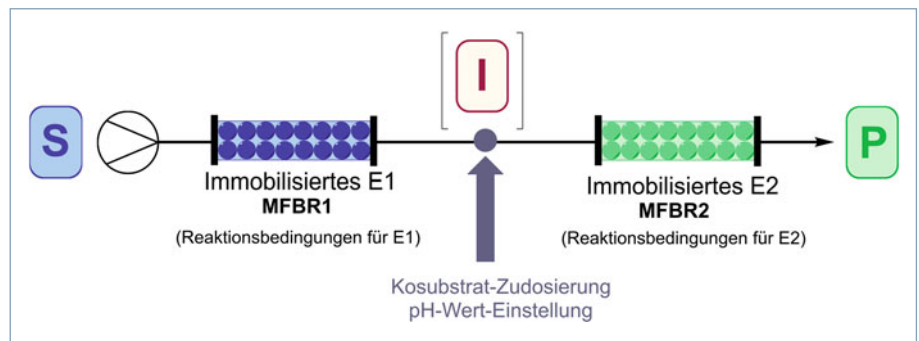 I
S
P
Immobilisiertes E1
MFBR1
(Reaktionsbedingungen für E1)
Immobilisiertes E2
MFBR2
(Reaktionsbedingungen für E2)
Kosubstrat-Zudosierung
pH-Wert-Einstellung